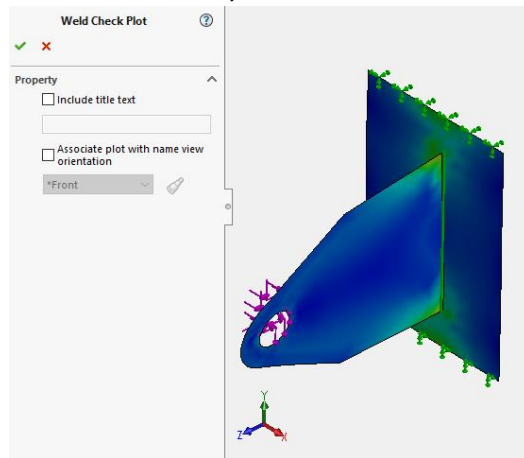 Weld Check Plot
Property
Include title text
Associate plot with name view
orientation
*Front
Y
Z
X